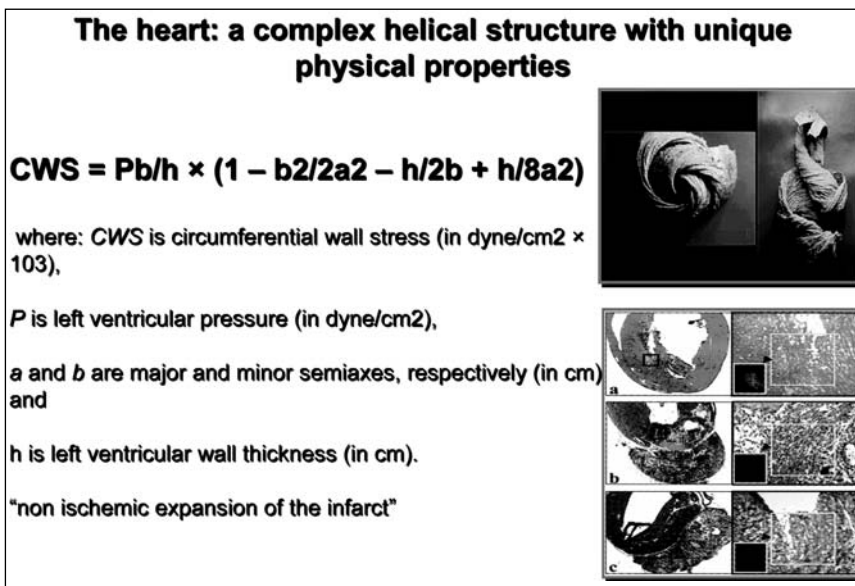 The heart: a complex helical structure with unique
physical properties
CWS = Pb/h × (1 – b2/2a2 – h/2b + h/8a2)
where: CWS is circumferential wall stress (in dyne/cm2 ×
103),
P is left ventricular pressure (in dyne/cm2),
a and b are major and minor semiaxes, respectively (in cm)
and
h is left ventricular wall thickness (in cm).
“non ischemic expansion of the infarct”
a
b
c